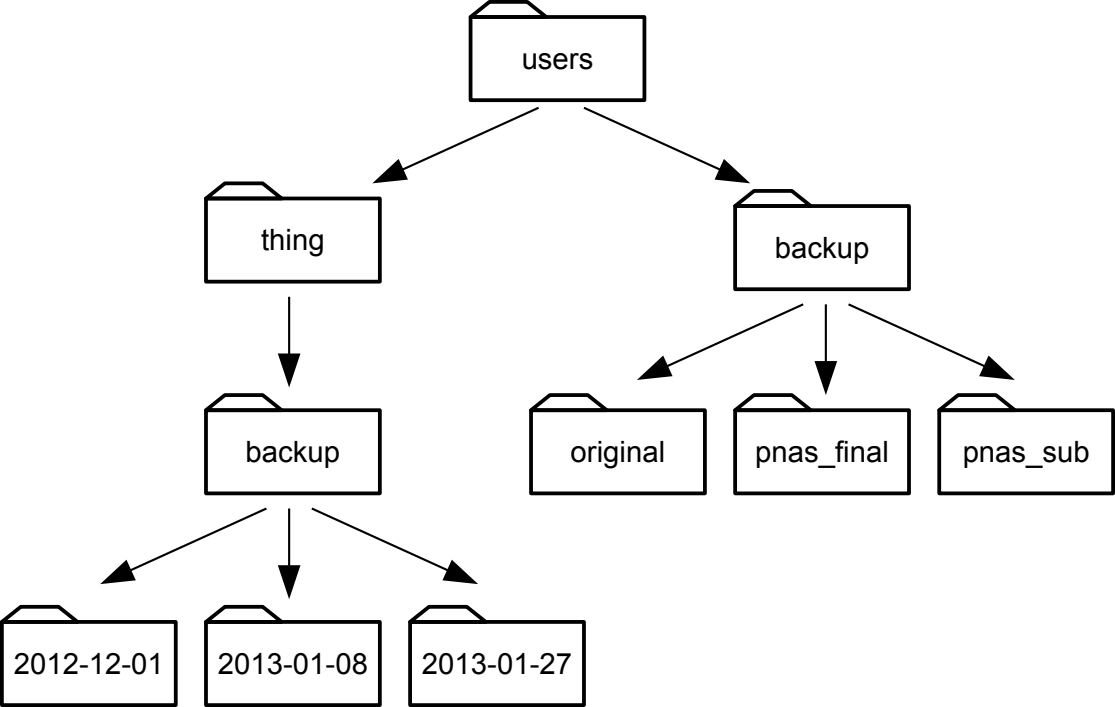 users
thing
backup
backup
original
pnas_final
pnas_sub
2012-12-01
2013-01-08
2013-01-27